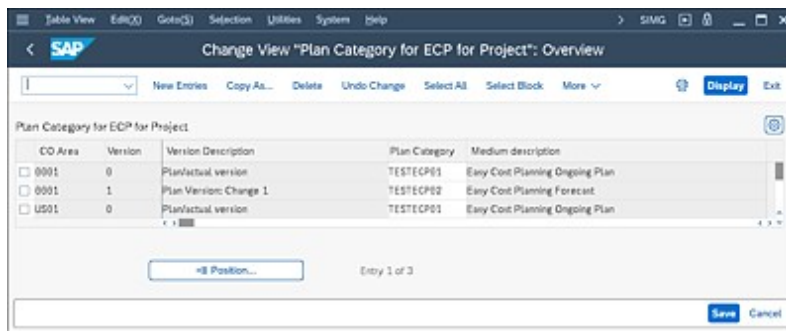 Table View Edit(X) Goto(S) Selection Utilities System Help SIMG
SAP Change View "Plan Category for ECP for Project": Overview
New Entries Copy As... Delete Undo Change Select All Select Block More Display Exit
Plan Category for ECP for Project
CO Area Version Version Description Plan Category Medium description
0001 0 Plan/actual version TESTECP01 Easy Cost Planning Ongoing Plan
0001 1 Plan Version: Change 1 TESTECP02 Easy Cost Planning Forecast
US01 0 Plan/actual version TESTECP01 Easy Cost Planning Ongoing Plan
Position... Entry 1 of 3
Save Cancel